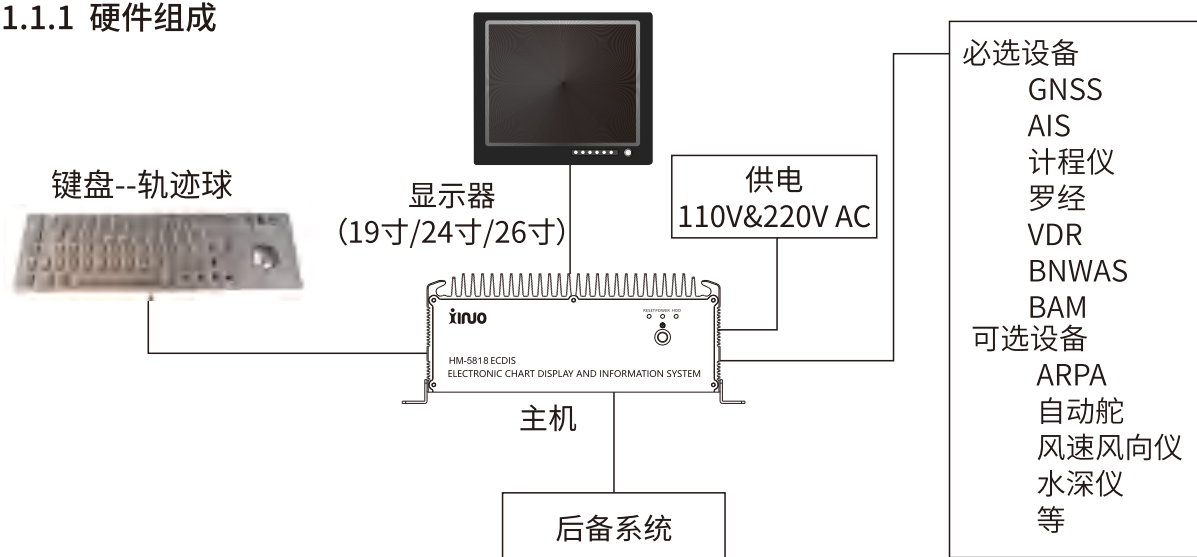 1.1.1 硬件组成
键盘--轨迹球
显示器
（19寸/24寸/26寸）
供电
110V&220V AC
XINUO
RESET POWER HDD
HM-5818 ECDIS
ELECTRONIC CHART DISPLAY AND INFORMATION SYSTEM
主机
后备系统
必选设备
GNSS
AIS
计程仪
罗经
VDR
BNWAS
BAM
可选设备
ARPA
自动舵
风速风向仪
水深仪
等